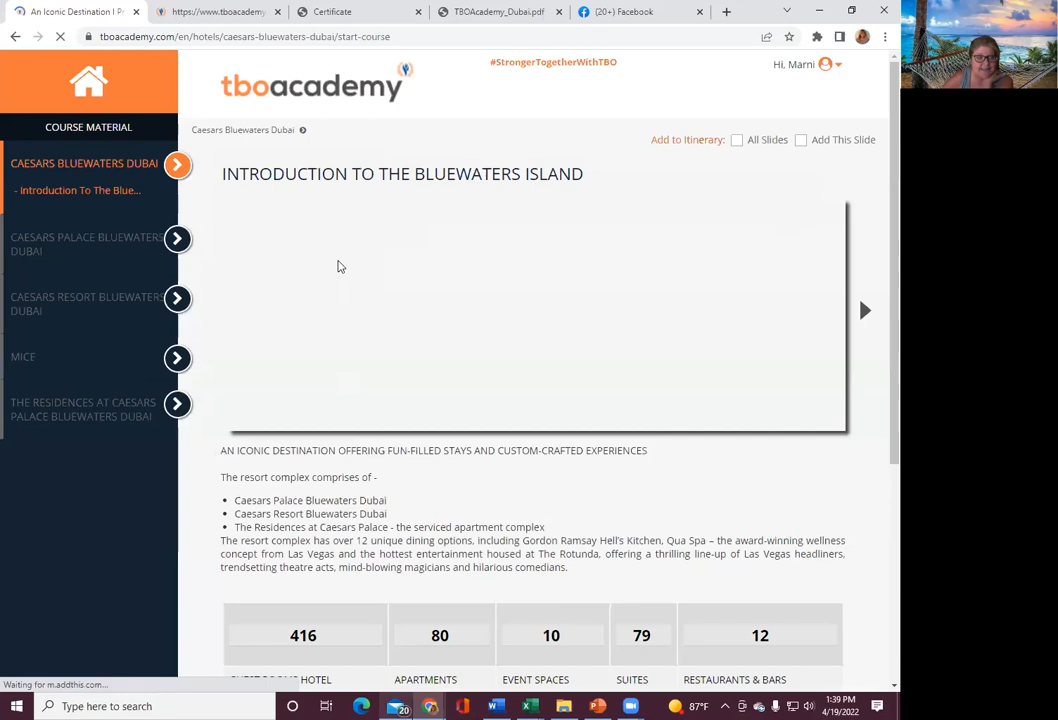 An Iconic Destination I Pr
https://www.tboacademy
Certificate
TBOAcademy_Dubai.pdf
(20+) Facebook
tboacademy.com/en/hotels/caesars-bluewaters-dubai/start-course
tboacademy
#StrongerTogetherWithTBO
Hi, Marni
COURSE MATERIAL
CAESARS BLUEWATERS DUBAI
- Introduction To The Blue...
CAESARS PALACE BLUEWATERS
DUBAI
CAESARS RESORT BLUEWATERS
DUBAI
MICE
THE RESIDENCES AT CAESARS
PALACE BLUEWATERS DUBAI
Caesars Bluewaters Dubai
Add to Itinerary: All Slides Add This Slide
INTRODUCTION TO THE BLUEWATERS ISLAND
AN ICONIC DESTINATION OFFERING FUN-FILLED STAYS AND CUSTOM-CRAFTED EXPERIENCES
The resort complex comprises of -
• Caesars Palace Bluewaters Dubai
• Caesars Resort Bluewaters Dubai
• The Residences at Caesars Palace - the serviced apartment complex
The resort complex has over 12 unique dining options, including Gordon Ramsay Hell's Kitchen, Qua Spa – the award-winning wellness
concept from Las Vegas and the hottest entertainment housed at The Rotunda, offering a thrilling line-up of Las Vegas headliners,
trendsetting theatre acts, mind-blowing magicians and hilarious comedians.
416 80 10 79 12
HOTEL APARTMENTS EVENT SPACES SUITES RESTAURANTS & BARS
Waiting for m.addthis.com...
Type here to search
20
87°F
1:39 PM
4/19/2022